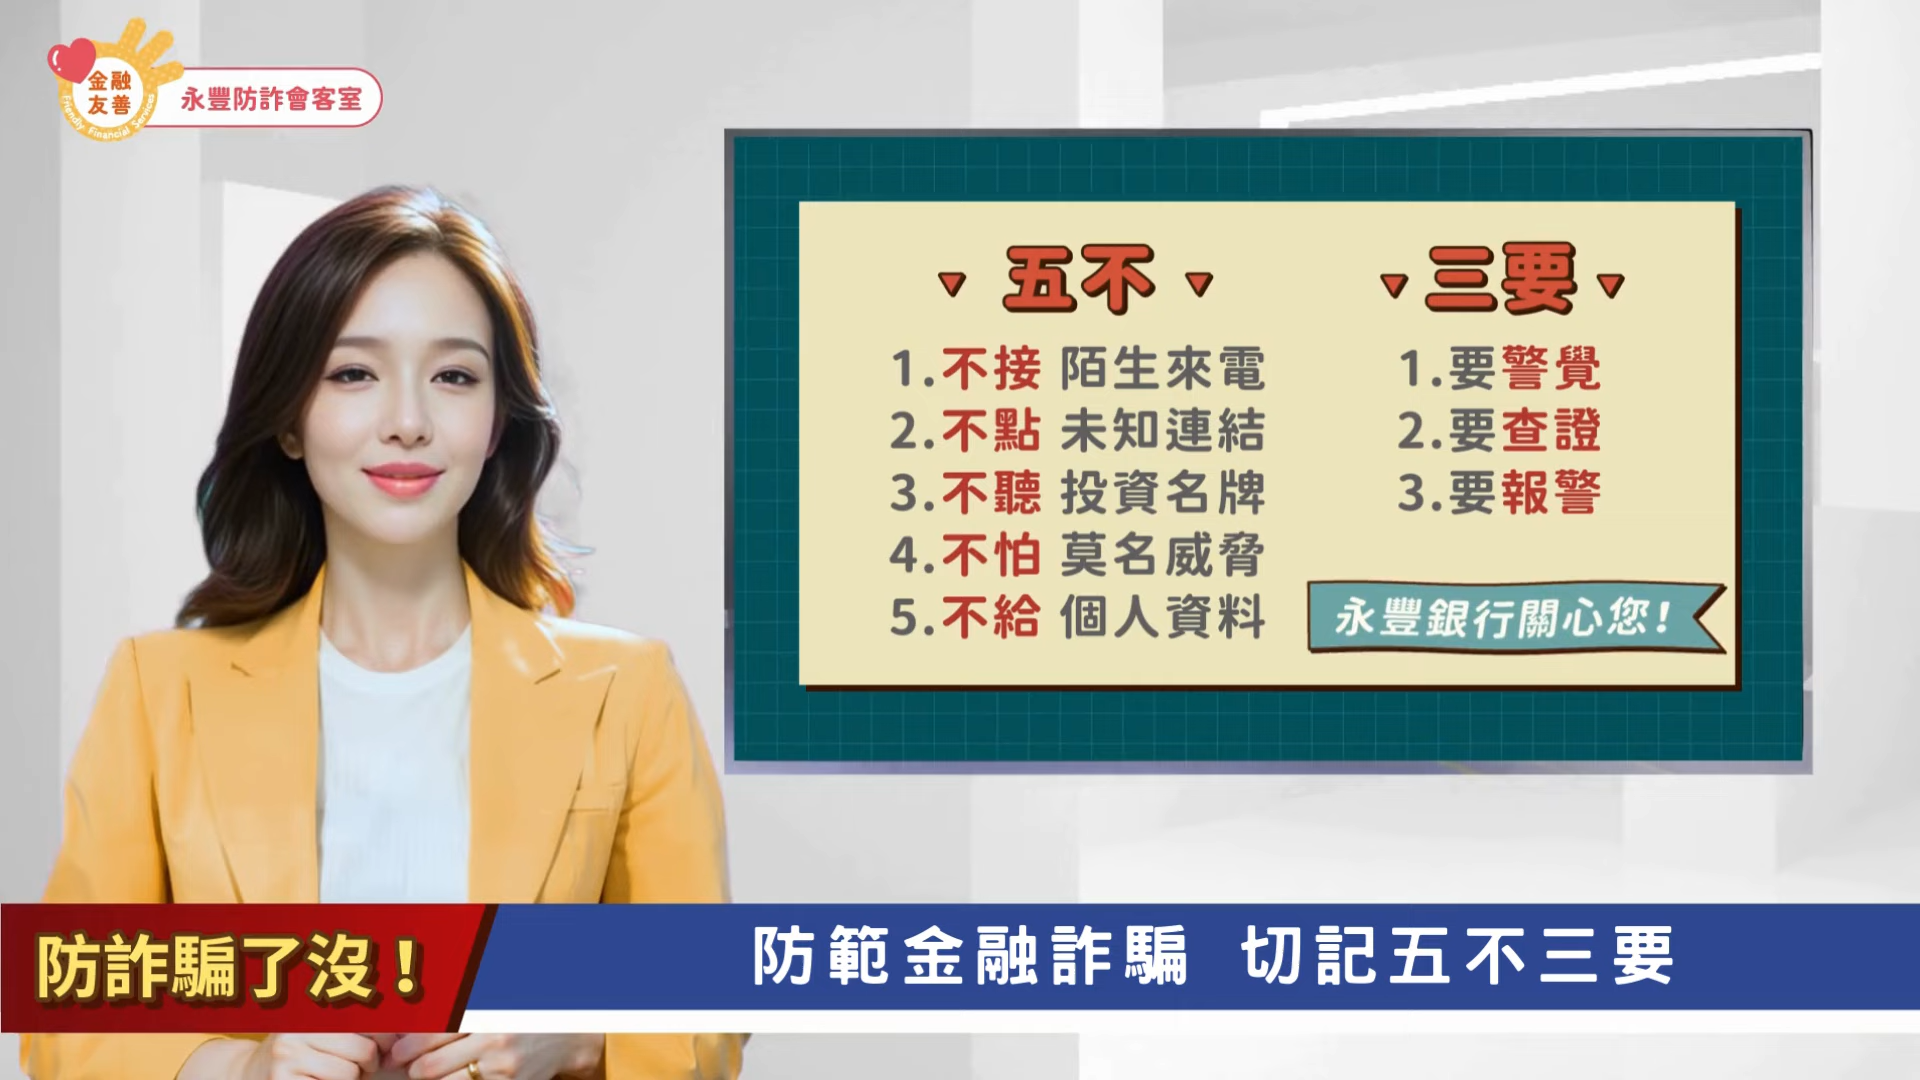 金融
友善
Friendly Financial Services
永豐防詐會客室
五不
1.不接 陌生來電
2.不點 未知連結
3.不聽 投資名牌
4.不怕 莫名威脅
5.不給 個人資料
三要
1.要警覺
2.要查證
3.要報警
永豐銀行關心您!
防詐騙了沒!
防範金融詐騙 切記五不三要